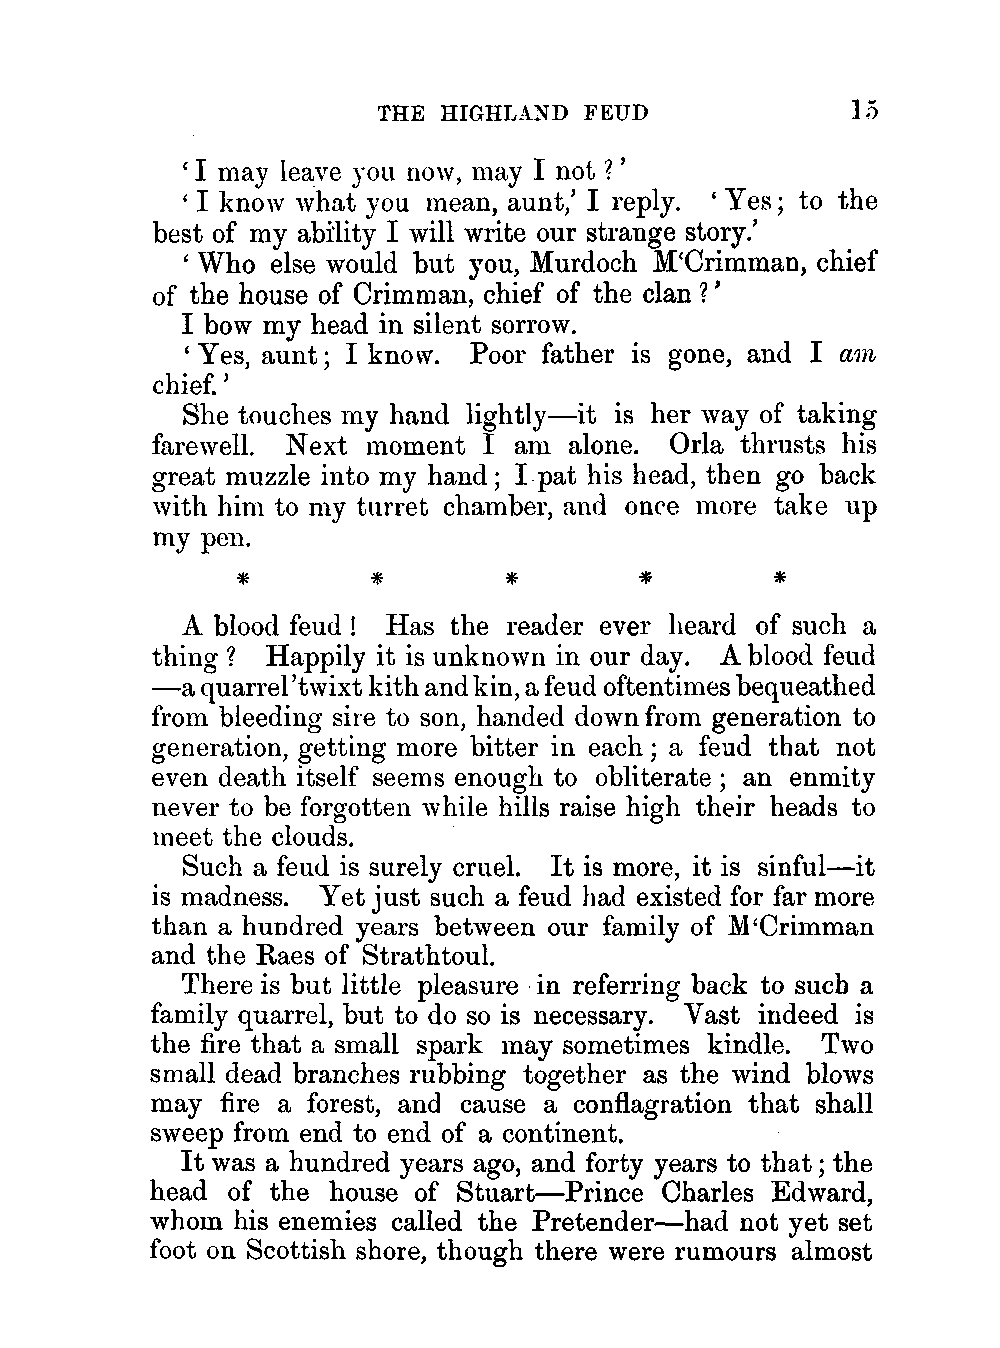 THE HIGHLAND FEUD 15
‘I may leave you now, may I not?’
‘I know what you mean, aunt,’ I reply. ‘Yes; to the
best of my ability I will write our strange story.’
‘Who else would but you, Murdoch M‘Crimman, chief
of the house of Crimman, chief of the clan?’
I bow my head in silent sorrow.
‘Yes, aunt; I know. Poor father is gone, and I am
chief.’
She touches my hand lightly—it is her way of taking
farewell. Next moment I am alone. Orla thrusts his
great muzzle into my hand; I pat his head, then go back
with him to my turret chamber, and once more take up
my pen.
* * * * *
A blood feud! Has the reader ever heard of such a
thing? Happily it is unknown in our day. A blood feud
—a quarrel ’twixt kith and kin, a feud oftentimes bequeathed
from bleeding sire to son, handed down from generation to
generation, getting more bitter in each; a feud that not
even death itself seems enough to obliterate; an enmity
never to be forgotten while hills raise high their heads to
meet the clouds.
Such a feud is surely cruel. It is more, it is sinful—it
is madness. Yet just such a feud had existed for far more
than a hundred years between our family of M‘Crimman
and the Raes of Strathtoul.
There is but little pleasure in referring back to such a
family quarrel, but to do so is necessary. Vast indeed is
the fire that a small spark may sometimes kindle. Two
small dead branches rubbing together as the wind blows
may fire a forest, and cause a conflagration that shall
sweep from end to end of a continent.
It was a hundred years ago, and forty years to that; the
head of the house of Stuart—Prince Charles Edward,
whom his enemies called the Pretender—had not yet set
foot on Scottish shore, though there were rumours almost